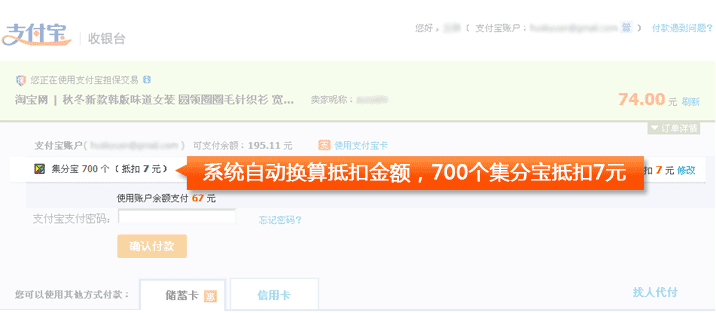 支付宝 | 收银台
您好， （ 支付宝账户： ） 付款遇到问题？
您正在使用支付宝担保交易
淘宝网 | 秋冬新款韩版味道女装 圆领圈圈毛针织衫 宽... 卖家昵称：
74.00 元 刷新
订单详情
支付宝账户( ) 可支付余额：195.11 元 使用支付宝卡
集分宝 700 个（ 抵扣 7 元 ）
系统自动换算抵扣金额，700个集分宝抵扣7元
扣 7 元 修改
使用账户余额支付 67 元
支付宝支付密码： 忘记密码？
确认付款
您可以使用其他方式付款： 储蓄卡 信用卡 找人代付